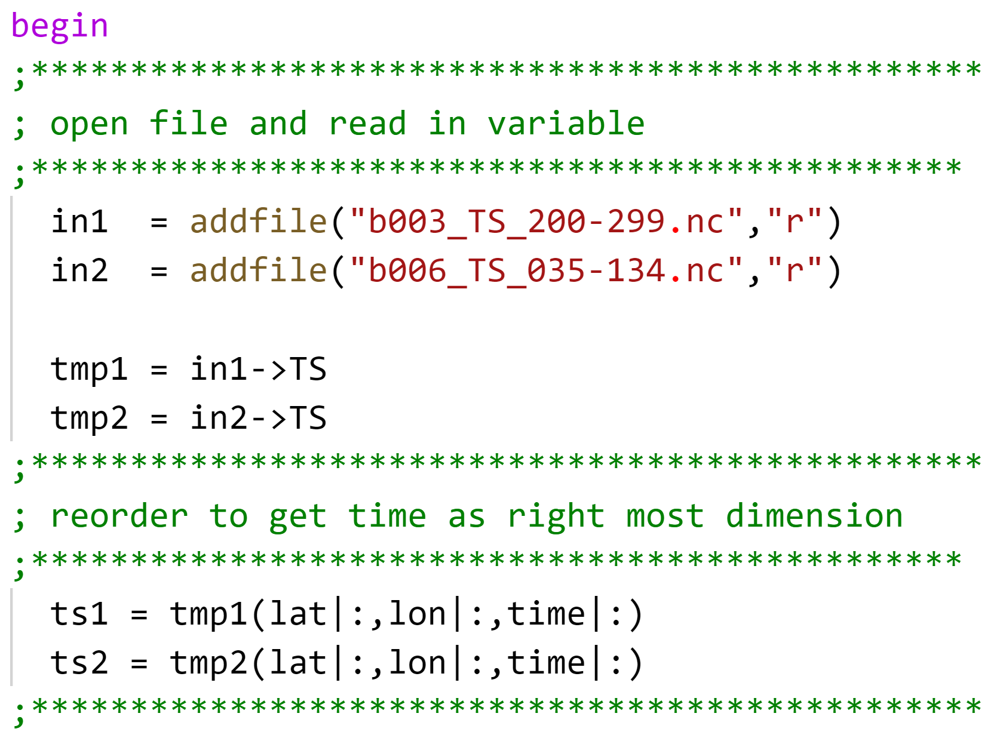 begin
;************************************************
; open file and read in variable
;***********************************************
  in1  = addfile("b003_TS_200-299.nc","r")
  in2  = addfile("b006_TS_035-134.nc","r")

  tmp1 = in1->TS
  tmp2 = in2->TS
;************************************************
; reorder to get time as right most dimension
;***********************************************
  ts1 = tmp1(lat|:,lon|:,time|:)
  ts2 = tmp2(lat|:,lon|:,time|:)
;************************************************